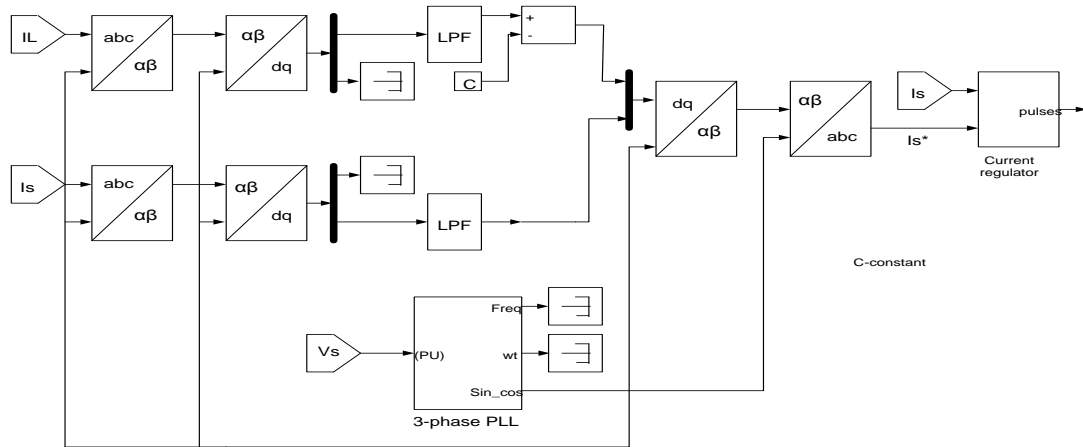 IL
abc
αβ
αβ
dq
LPF
+
-
C
dq
αβ
αβ
abc
Is
pulses
Is*
Current
regulator
Is
abc
αβ
αβ
dq
LPF
C-constant
Vs
(PU)
Freq
wt
Sin_cos
3-phase PLL